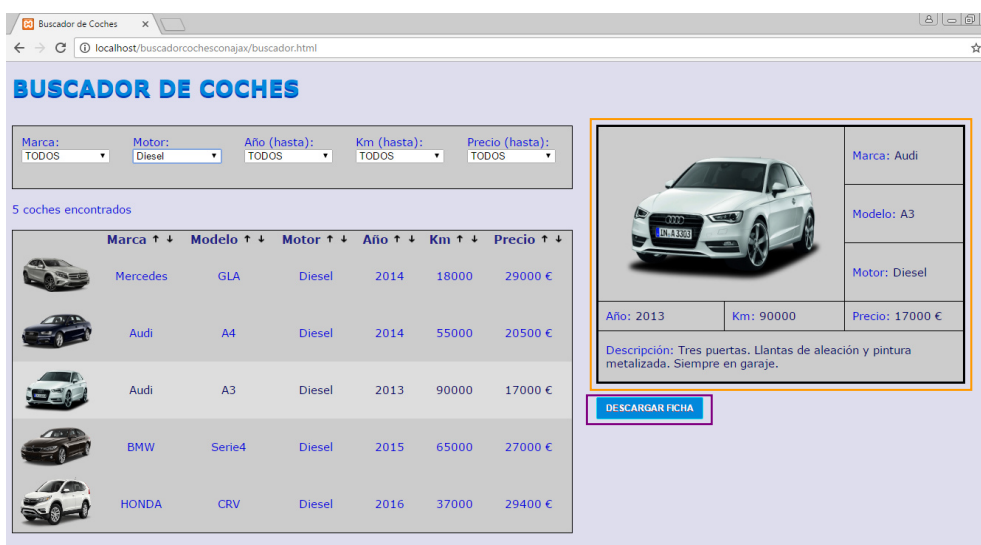 Buscador de Coches
localhost/buscadorcochesconajax/buscador.html
BUSCADOR DE COCHES
Marca: Motor: Año (hasta): Km (hasta): Precio (hasta):
TODOS Diesel TODOS TODOS TODOS
5 coches encontrados
Marca ↑ ↓ Modelo ↑ ↓ Motor ↑ ↓ Año ↑ ↓ Km ↑ ↓ Precio ↑ ↓
Mercedes GLA Diesel 2014 18000 29000 €
Audi A4 Diesel 2014 55000 20500 €
Audi A3 Diesel 2013 90000 17000 €
BMW Serie4 Diesel 2015 65000 27000 €
HONDA CRV Diesel 2016 37000 29400 €
IN·A 3303
Marca: Audi
Modelo: A3
Motor: Diesel
Año: 2013 Km: 90000 Precio: 17000 €
Descripción: Tres puertas. Llantas de aleación y pintura
metalizada. Siempre en garaje.
DESCARGAR FICHA